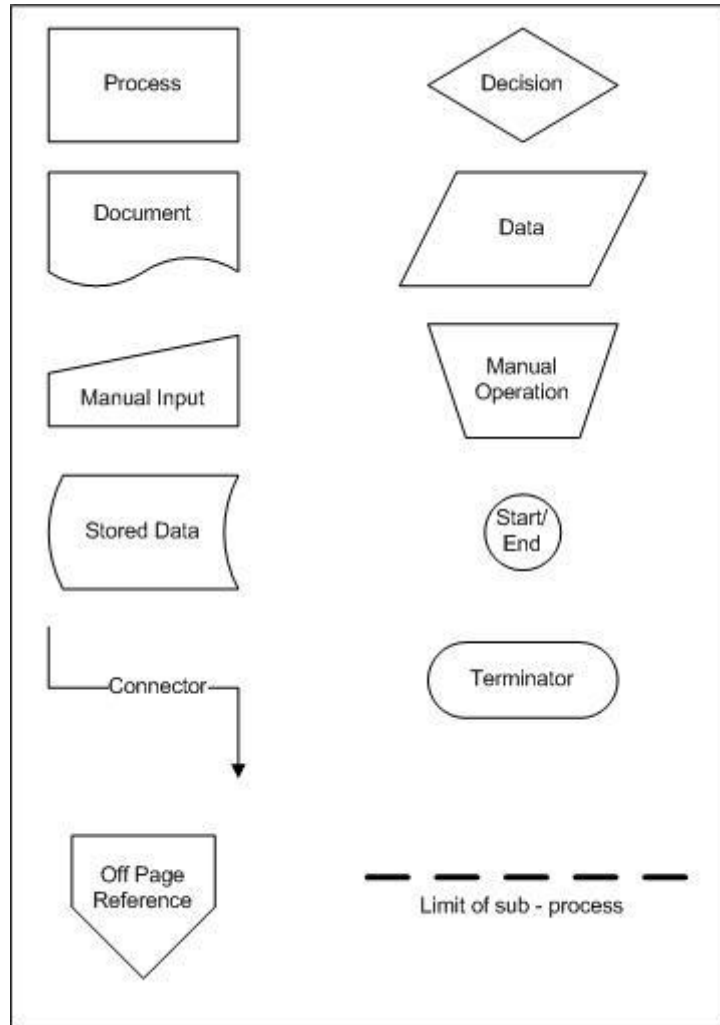 Process
Decision
Document
Data
Manual Input
Manual
Operation
Stored Data
Start/
End
Connector
Terminator
Off Page
Reference
Limit of sub - process